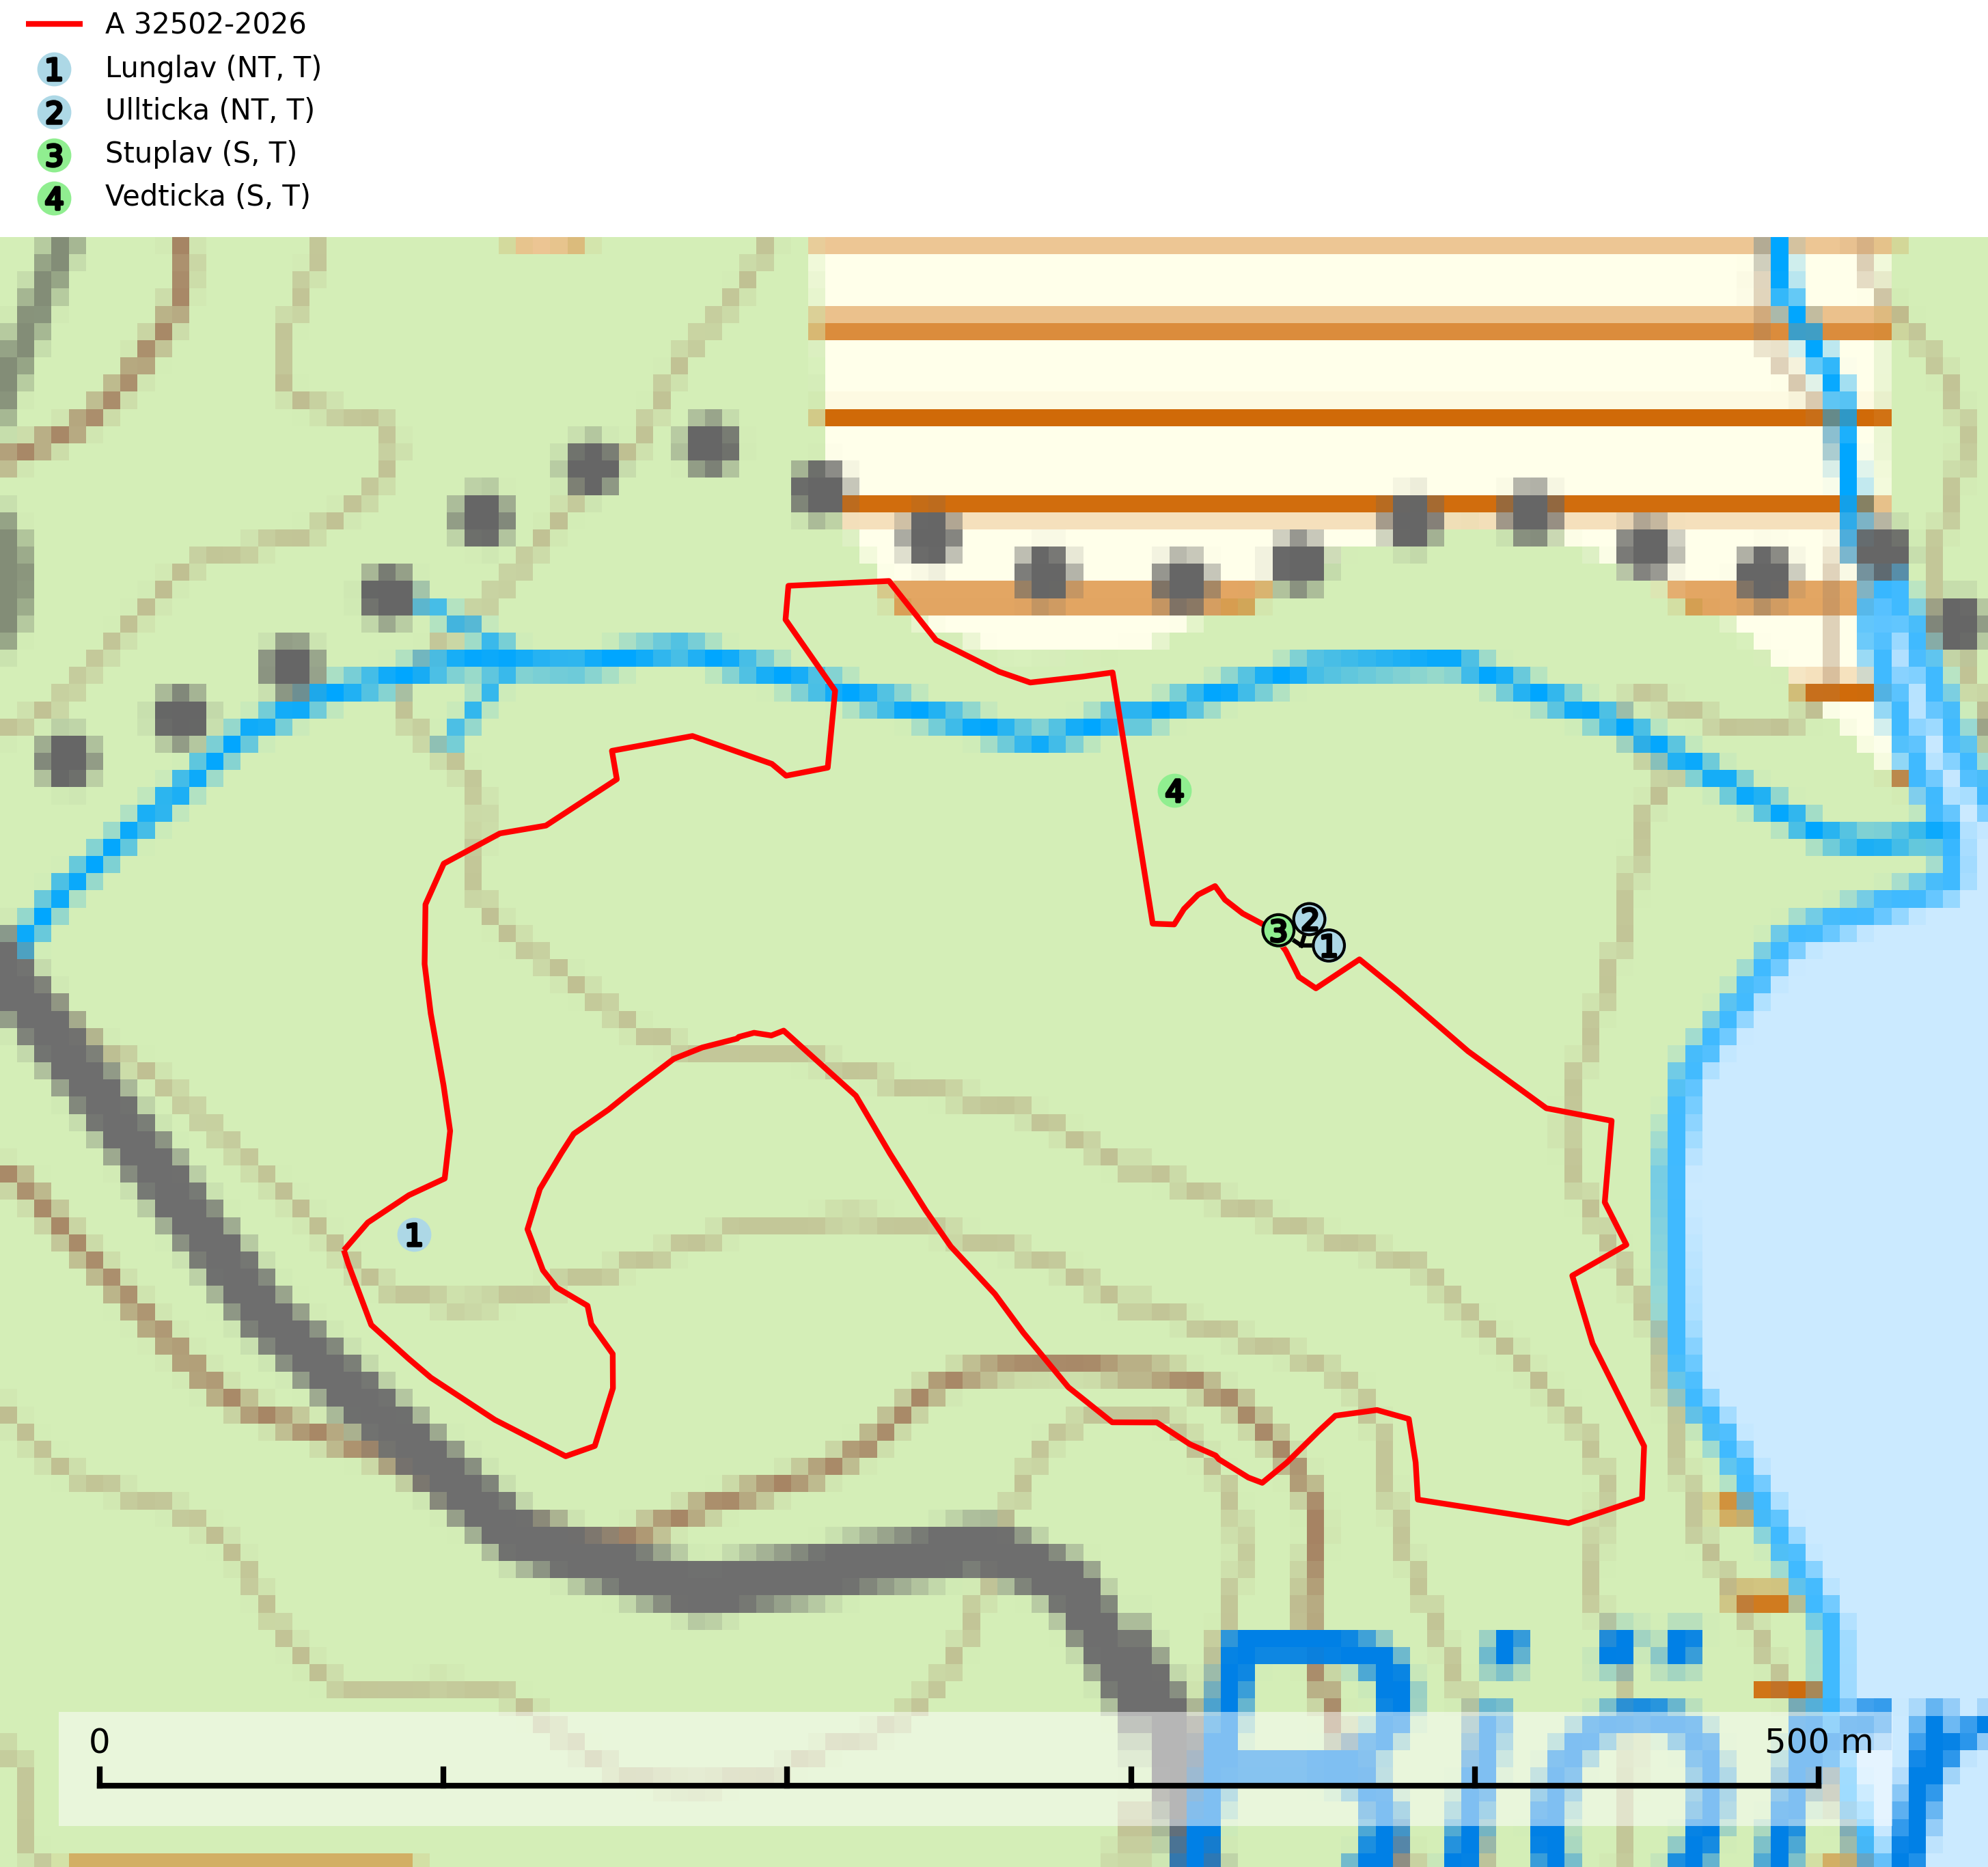 A 32502-2026
1 Lunglav (NT, T)
2 Ullticka (NT, T)
3 Stuplav (S, T)
4 Vedticka (S, T)
4
2
3
1
1
0
500 m